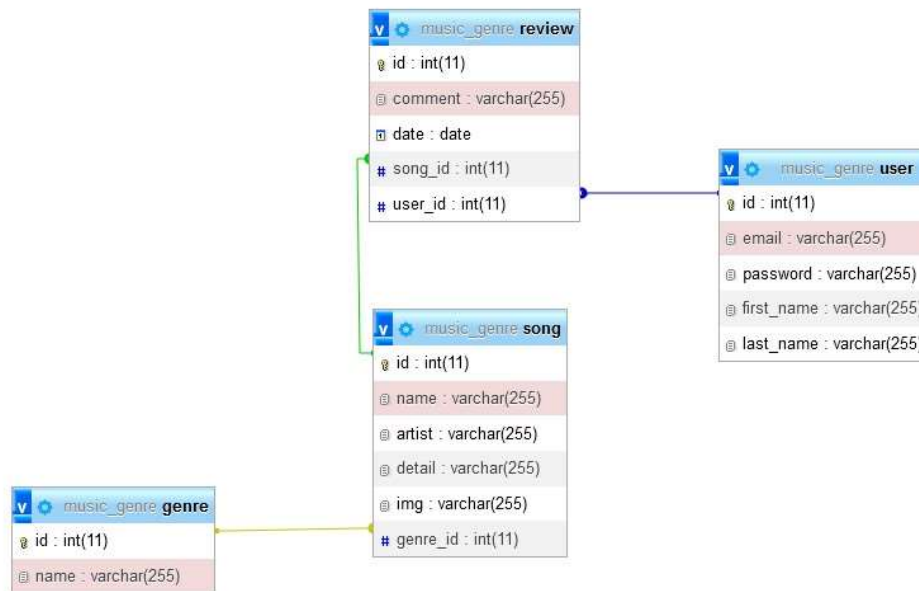 music_genre review
id : int(11)
comment : varchar(255)
date : date
# song_id : int(11)
# user_id : int(11)
music_genre user
id : int(11)
email : varchar(255)
password : varchar(255)
first_name : varchar(255)
last_name : varchar(255)
music_genre song
id : int(11)
name : varchar(255)
artist : varchar(255)
detail : varchar(255)
img : varchar(255)
# genre_id : int(11)
music_genre genre
id : int(11)
name : varchar(255)